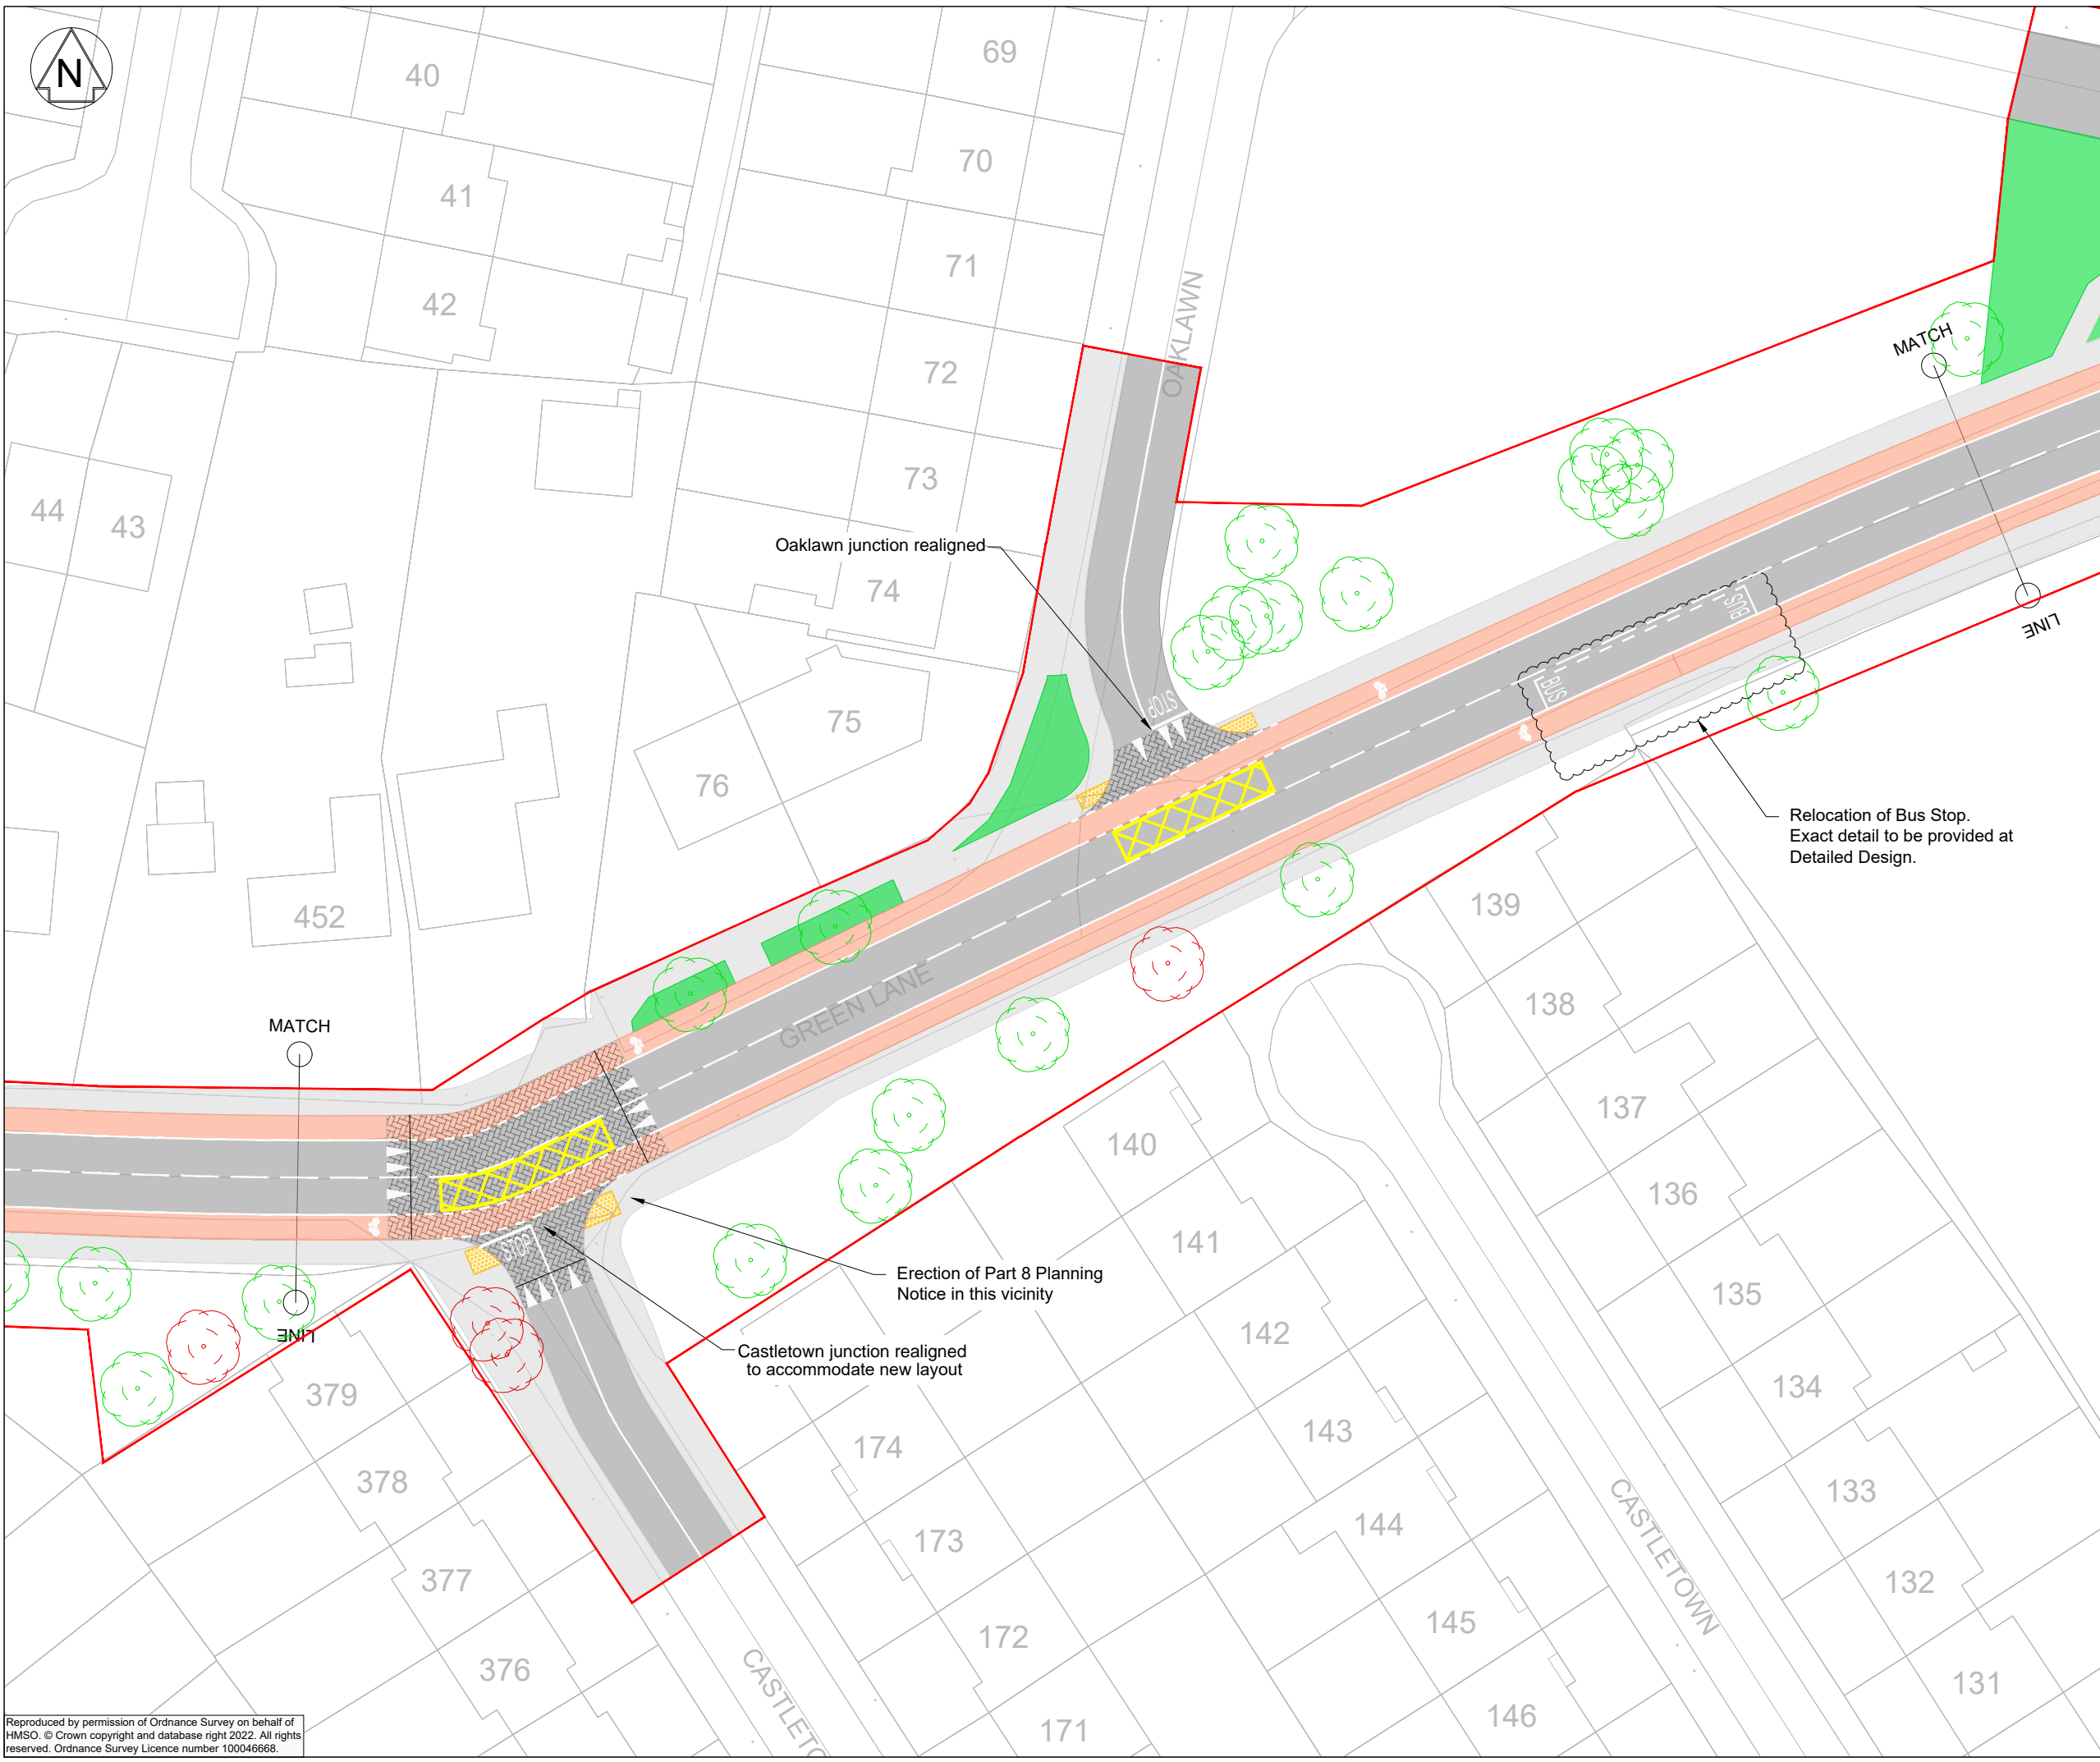 N
40
69
70
41
71
42
OAKLAWN
72
MATCH
73
44
43
Oaklawn junction realigned
74
BUS
BUS
LINE
STOP
75
76
Relocation of Bus Stop.
Exact detail to be provided at
Detailed Design.
452
139
GREEN LANE
138
MATCH
137
140
136
141
STOP
Erection of Part 8 Planning
Notice in this vicinity
135
LINE
142
Castletown junction realigned
to accommodate new layout
134
379
143
174
378
133
144
173
CASTLETOWN
377
132
145
172
376
CASTLETO
131
146
171
Reproduced by permission of Ordnance Survey on behalf of
HMSO. © Crown copyright and database right 2022. All rights
reserved. Ordnance Survey Licence number 100046668.